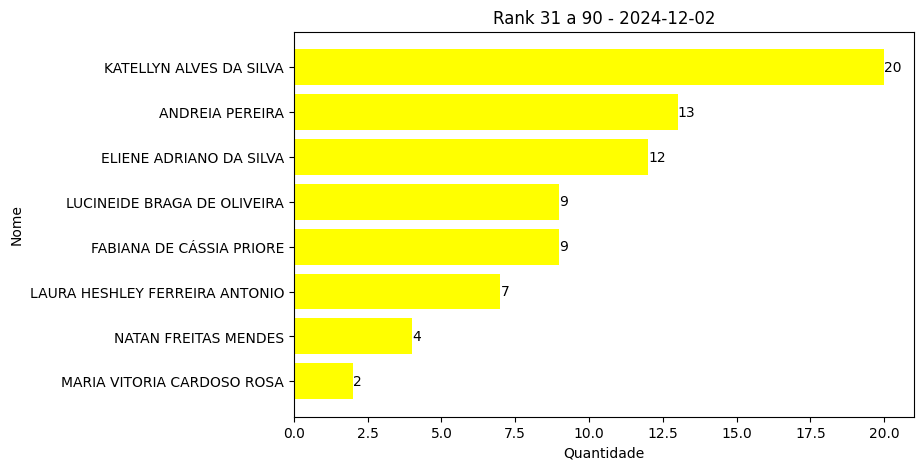 Rank 31 a 90 - 2024-12-02
Nome
KATELLYN ALVES DA SILVA 20
ANDREIA PEREIRA 13
ELIENE ADRIANO DA SILVA 12
LUCINEIDE BRAGA DE OLIVEIRA 9
FABIANA DE CÁSSIA PRIORE 9
LAURA HESHLEY FERREIRA ANTONIO 7
NATAN FREITAS MENDES 4
MARIA VITORIA CARDOSO ROSA 2
0.0 2.5 5.0 7.5 10.0 12.5 15.0 17.5 20.0
Quantidade